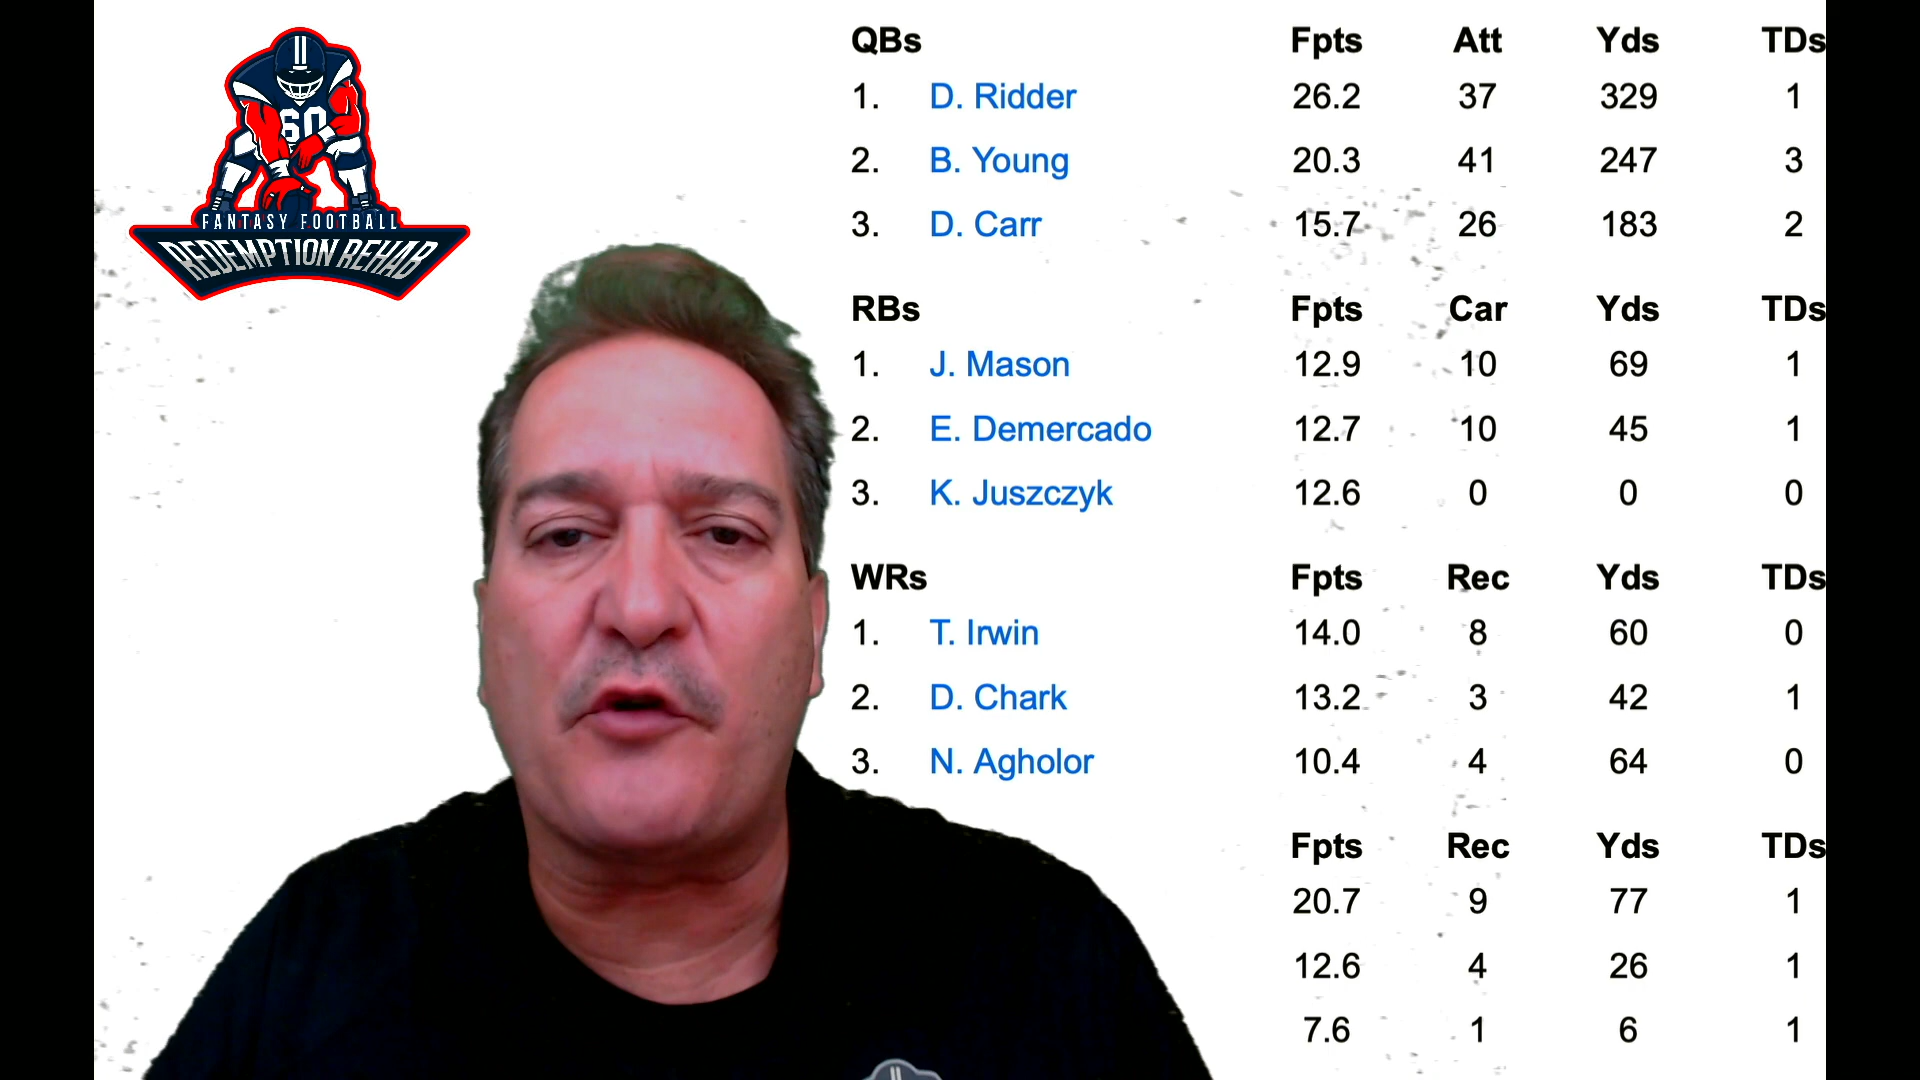 60
FANTASY FOOTBALL
REDEMPTION REHAB
QBs Fpts Att Yds TDs
1. D. Ridder 26.2 37 329 1
2. B. Young 20.3 41 247 3
3. D. Carr 15.7 26 183 2
RBs Fpts Car Yds TDs
1. J. Mason 12.9 10 69 1
2. E. Demercado 12.7 10 45 1
3. K. Juszczyk 12.6 0 0 0
WRs Fpts Rec Yds TDs
1. T. Irwin 14.0 8 60 0
2. D. Chark 13.2 3 42 1
3. N. Agholor 10.4 4 64 0
Fpts Rec Yds TDs
20.7 9 77 1
12.6 4 26 1
7.6 1 6 1